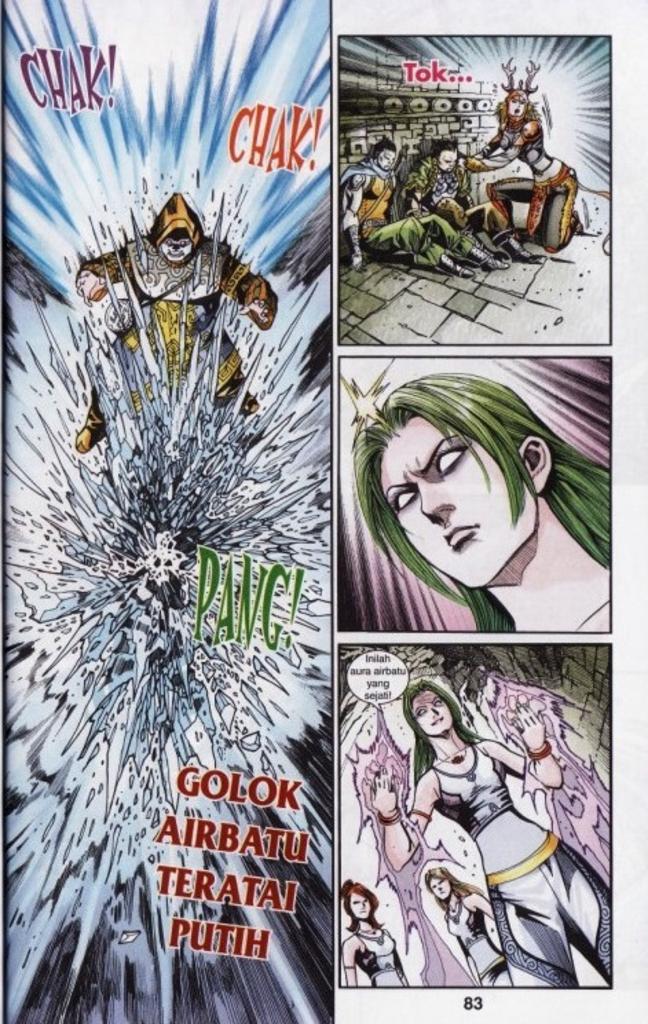 CHAK!
CHAK!
PANG!
GOLOK
AIRBATU
TERATAI
PUTIH
Tok...
Inilah
aura airbatu
yang
sejati!
83